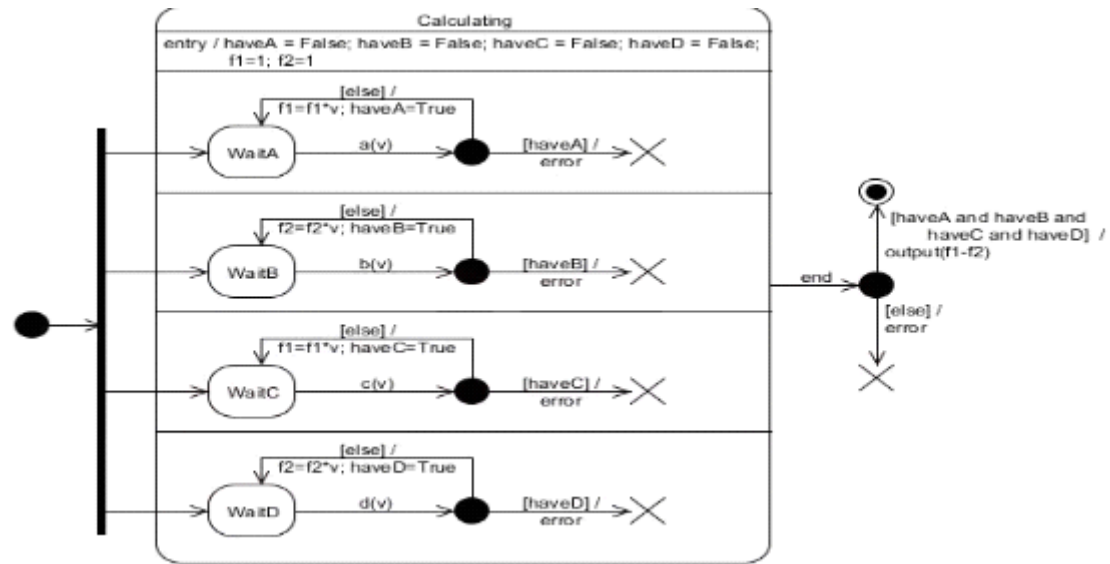 Calculating
entry / haveA = False; haveB = False; haveC = False; haveD = False;
f1=1; f2=1
[else] /
f1=f1*v; haveA=True
WaitA
a(v)
[haveA] /
error
[else] /
f2=f2*v; haveB=True
WaitB
b(v)
[haveB] /
error
[else] /
f1=f1*v; haveC=True
WaitC
c(v)
[haveC] /
error
[else] /
f2=f2*v; haveD=True
WaitD
d(v)
[haveD] /
error
end
[haveA and haveB and
haveC and haveD] /
output(f1-f2)
[else] /
error